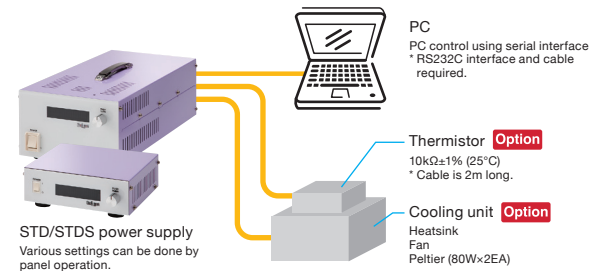 PC
PC control using serial interface
* RS232C interface and cable
required.
Thermistor Option
10kΩ±1% (25°C)
* Cable is 2m long.
Cooling unit Option
Heatsink
Fan
Peltier (80W×2EA)
STD/STDS power supply
Various settings can be done by
panel operation.